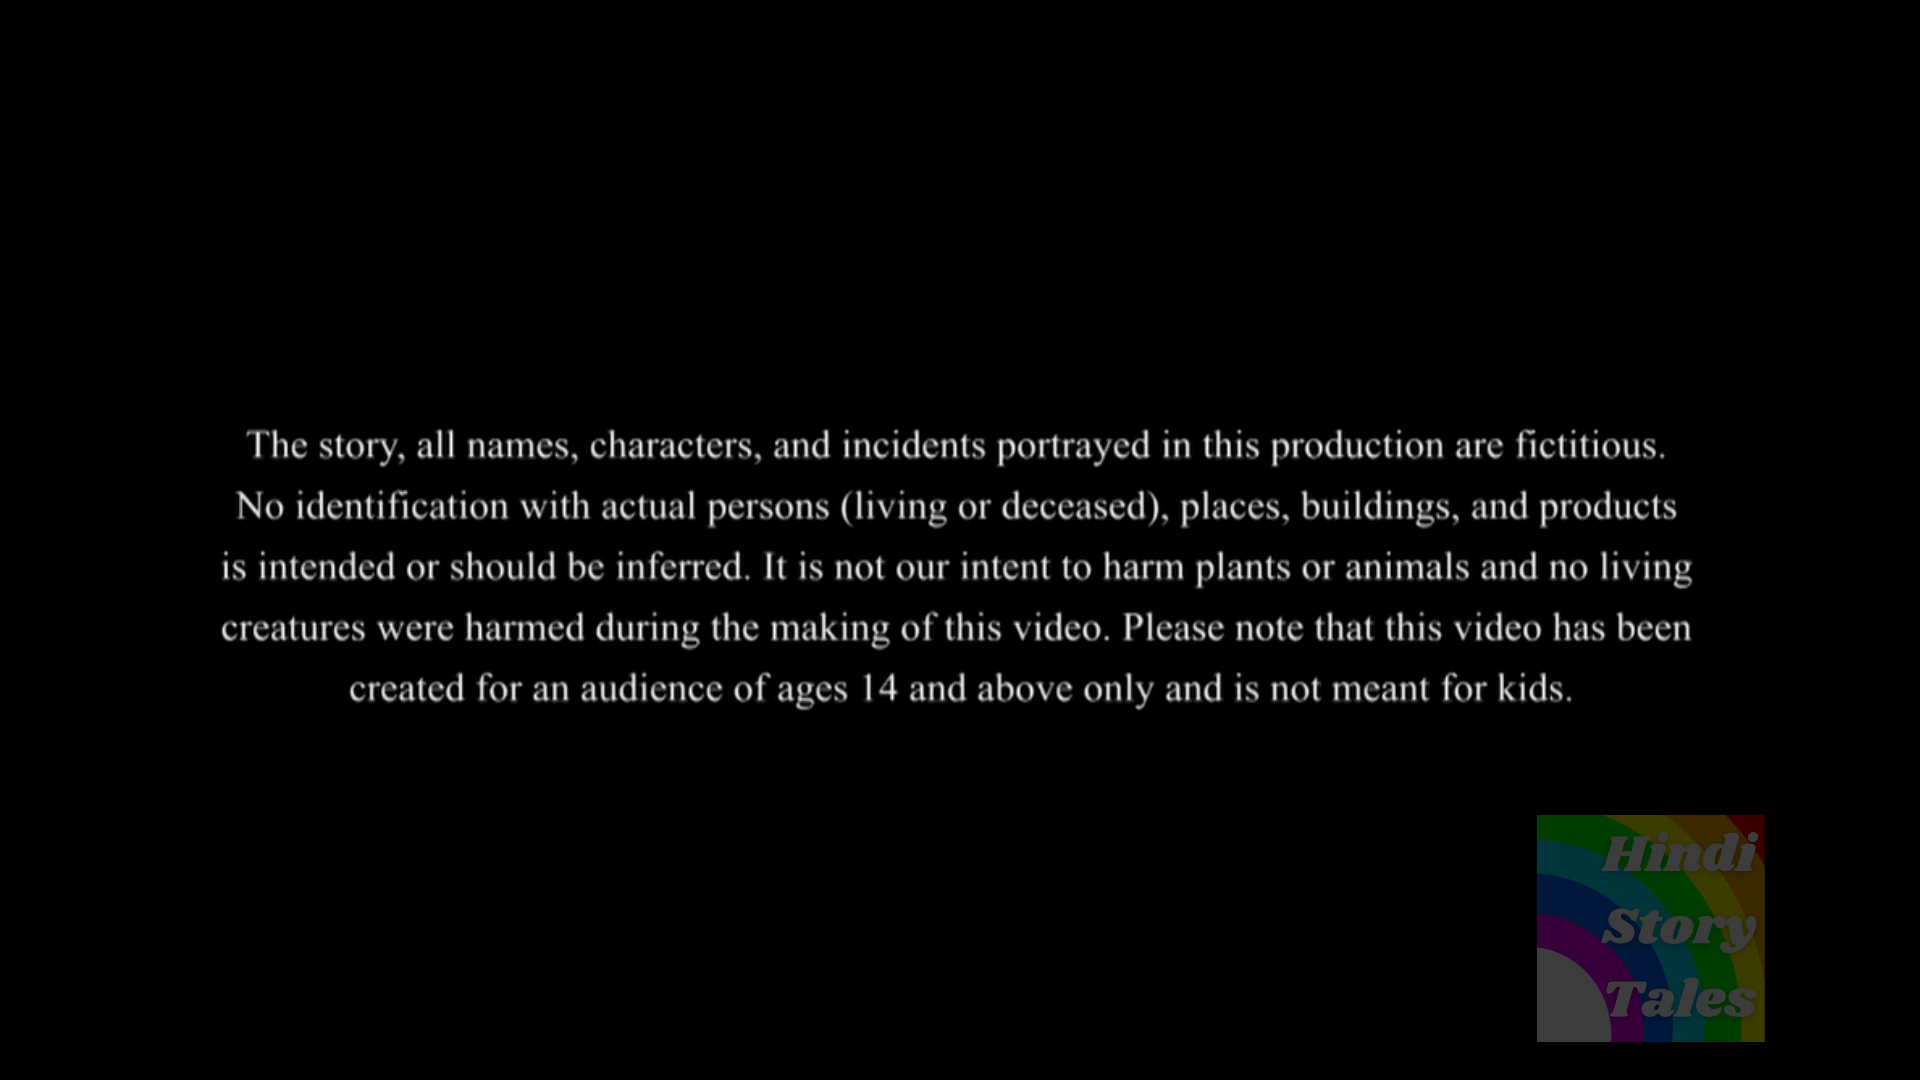 The story, all names, characters, and incidents portrayed in this production are fictitious.
No identification with actual persons (living or deceased), places, buildings, and products
is intended or should be inferred. It is not our intent to harm plants or animals and no living
creatures were harmed during the making of this video. Please note that this video has been
created for an audience of ages 14 and above only and is not meant for kids.
Hindi
Story
Tales